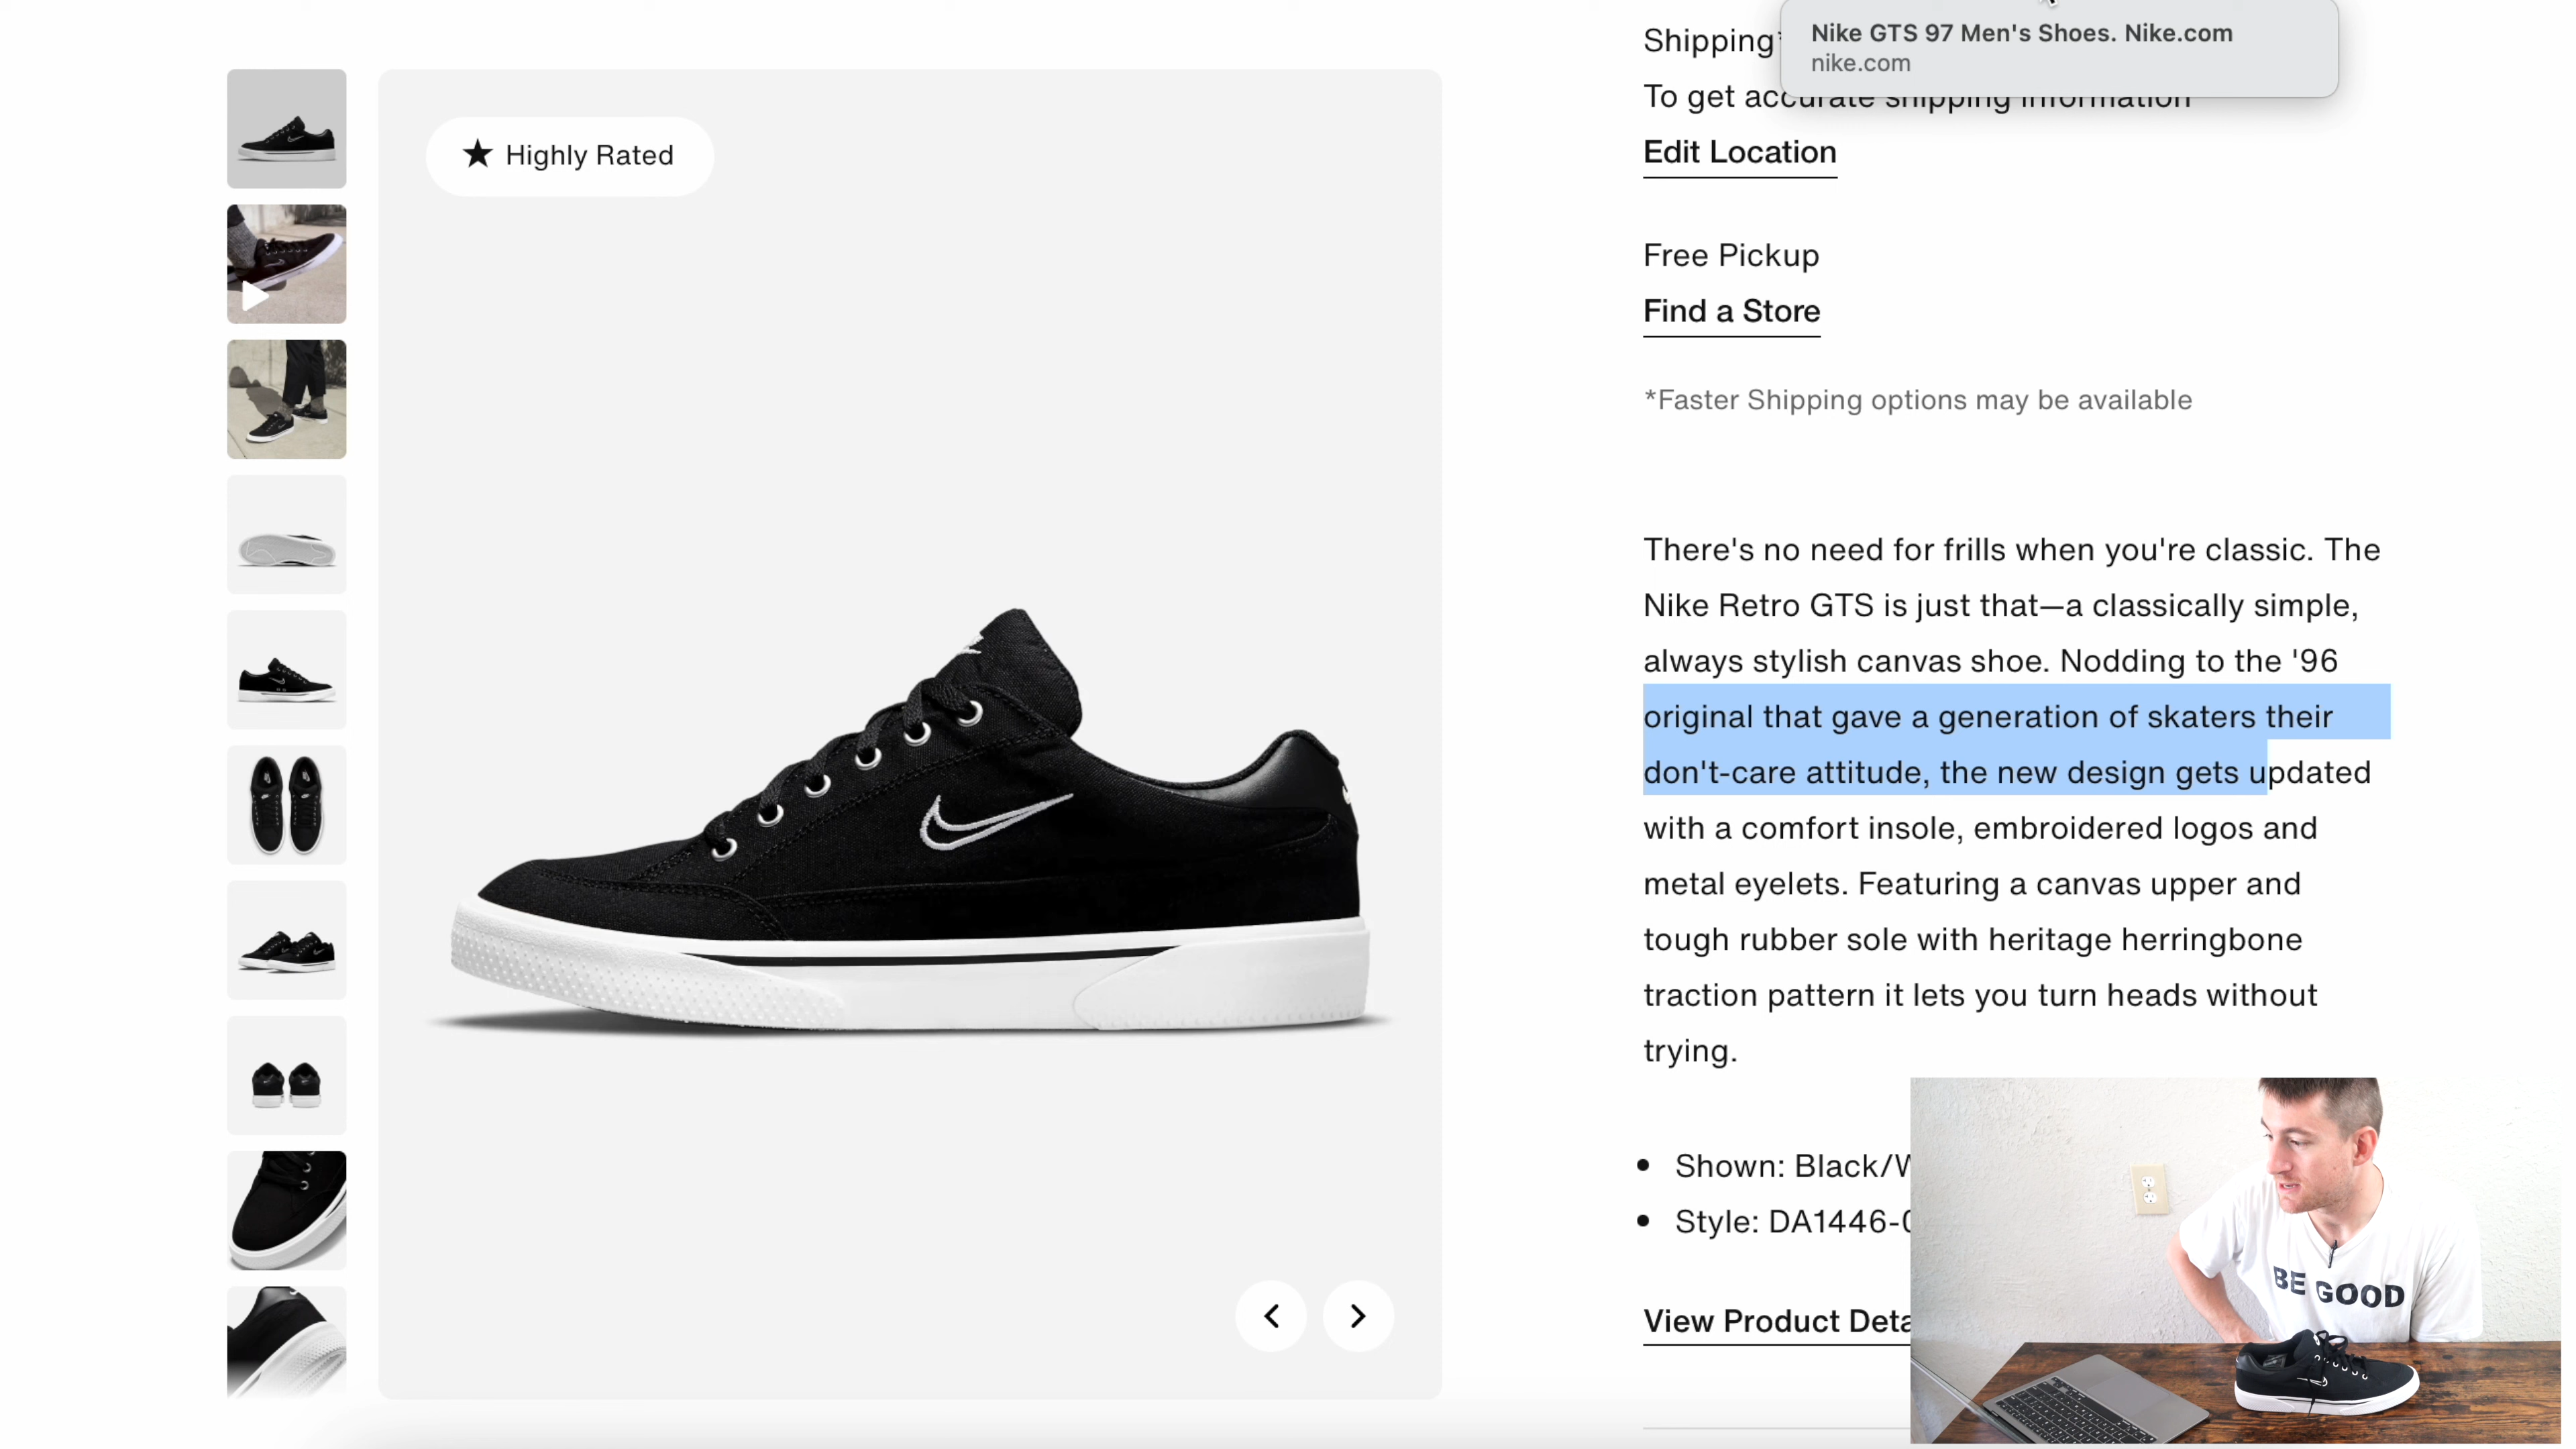 Nike GTS 97 Men's Shoes. Nike.com
nike.com
★ Highly Rated
Shipping
To get accurate shipping information
Edit Location
Free Pickup
Find a Store
*Faster Shipping options may be available
There's no need for frills when you're classic. The
Nike Retro GTS is just that—a classically simple,
always stylish canvas shoe. Nodding to the '96
original that gave a generation of skaters their
don't-care attitude, the new design gets updated
with a comfort insole, embroidered logos and
metal eyelets. Featuring a canvas upper and
tough rubber sole with heritage herringbone
traction pattern it lets you turn heads without
trying.
Shown: Black/
Style: DA1446-
View Product
BE GOOD